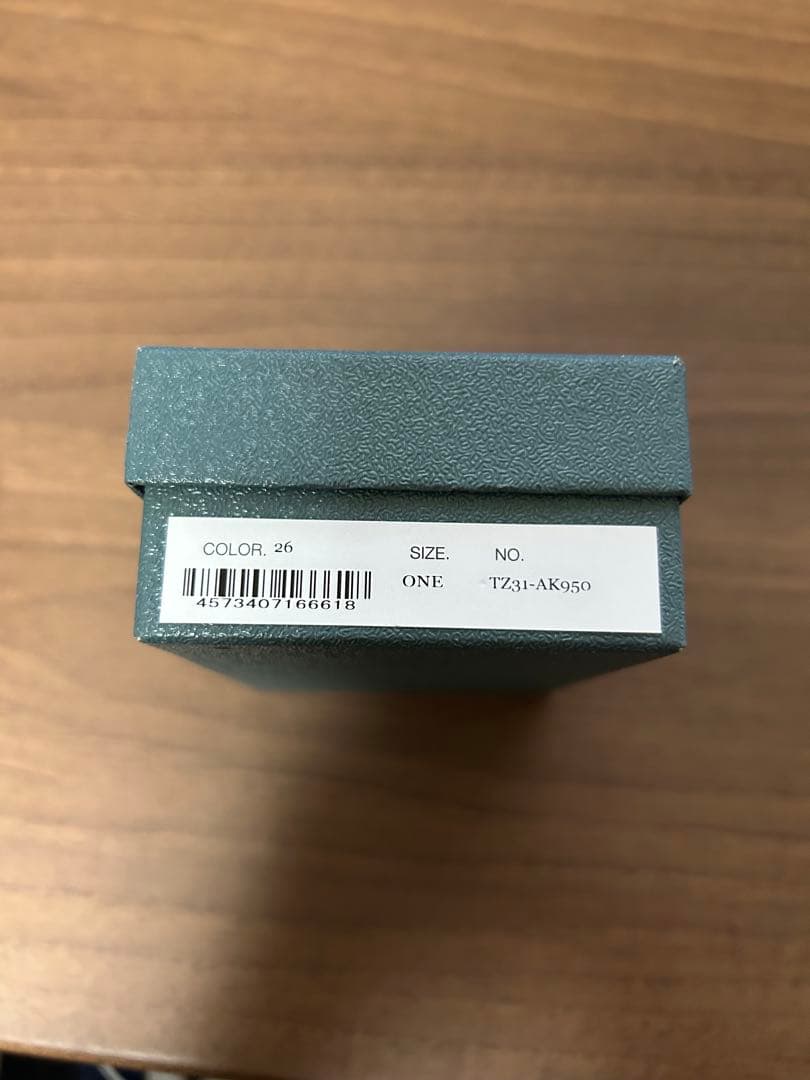 COLOR. 26 SIZE. NO.
ONE TZ31-AK950
4573407166618